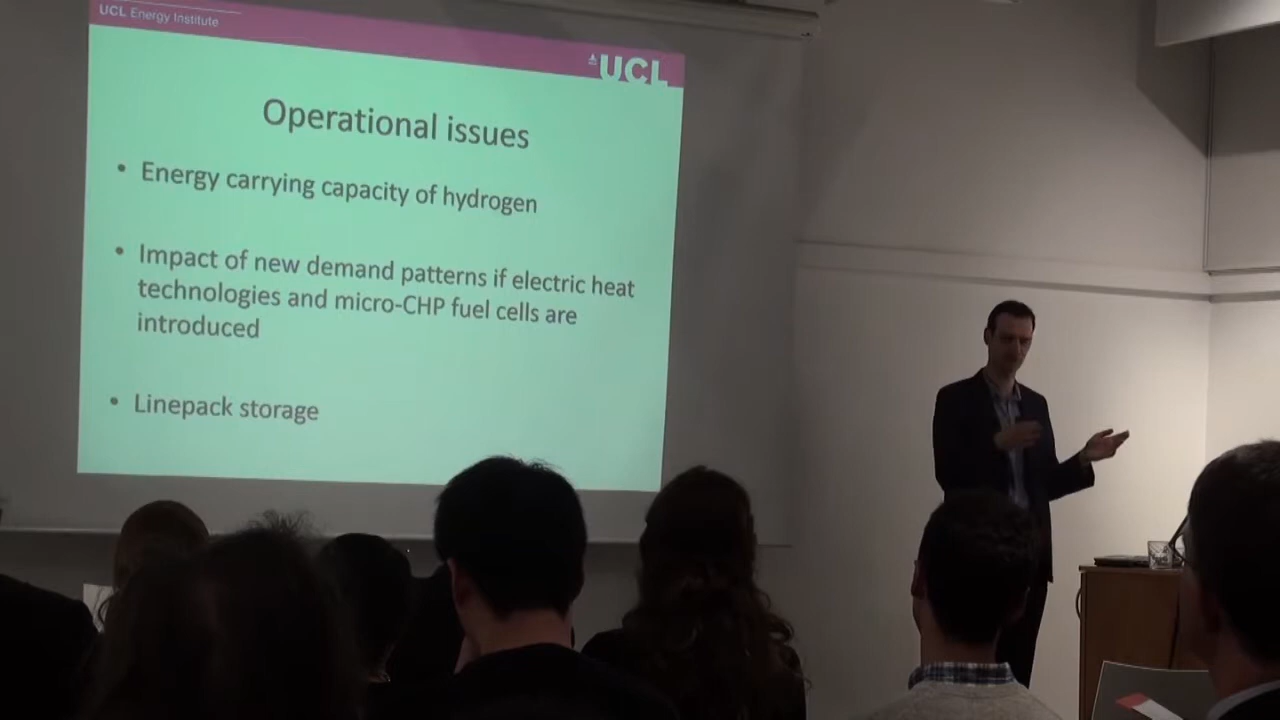 UCL Energy Institute
UCL
Operational issues
• Energy carrying capacity of hydrogen
• Impact of new demand patterns if electric heat
technologies and micro-CHP fuel cells are
introduced
• Linepack storage